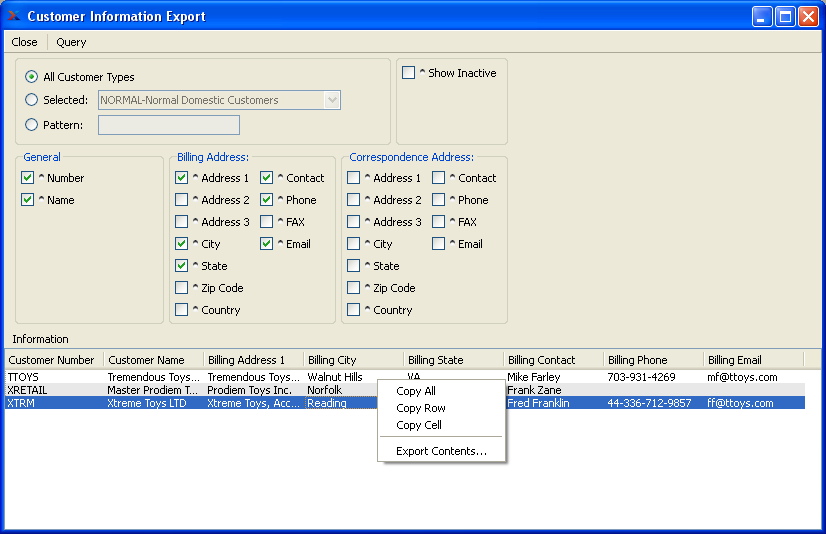 Customer Information Export
Close Query
All Customer Types
Selected: NORMAL-Normal Domestic Customers
Pattern:
^ Show Inactive
General
^ Number
^ Name
Billing Address:
^ Address 1 ^ Contact
^ Address 2 ^ Phone
^ Address 3 ^ FAX
^ City ^ Email
^ State
^ Zip Code
^ Country
Correspondence Address:
^ Address 1 ^ Contact
^ Address 2 ^ Phone
^ Address 3 ^ FAX
^ City ^ Email
^ State
^ Zip Code
^ Country
Information
Customer Number Customer Name Billing Address 1 Billing City Billing State Billing Contact Billing Phone Billing Email
TTOYS Tremendous Toys... Tremendous Toys... Walnut Hills VA Mike Farley 703-931-4269 mf@ttoys.com
XRETAIL Master Prodiem T... Prodiem Toys Inc. Norfolk Frank Zane
XTRM Xtreme Toys LTD Xtreme Toys, Acc... Reading Fred Franklin 44-336-712-9857 ff@ttoys.com
Copy All
Copy Row
Copy Cell
Export Contents...